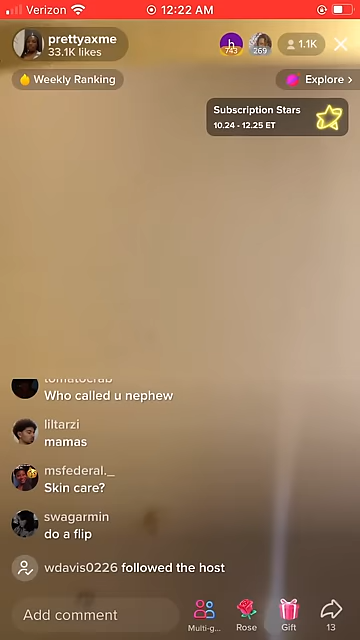 Verizon 12:22 AM
prettyaxme
33.1K likes
h
743
269
1.1K
Weekly Ranking
Explore >
Subscription Stars
10.24 - 12.25 ET
tomatocrab
Who called u nephew
liltarzi
mamas
msfederal._
Skin care?
swagarmin
do a flip
wdavis0226 followed the host
Add comment
Multi-g...
Rose
Gift
13